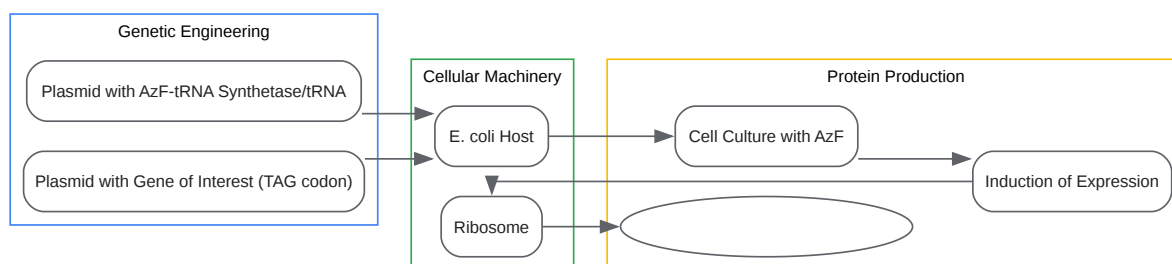 Genetic Engineering
Plasmid with AzF-tRNA Synthetase/tRNA
Plasmid with Gene of Interest (TAG codon)
Cellular Machinery
E. coli Host
Ribosome
Protein Production
Cell Culture with AzF
Induction of Expression